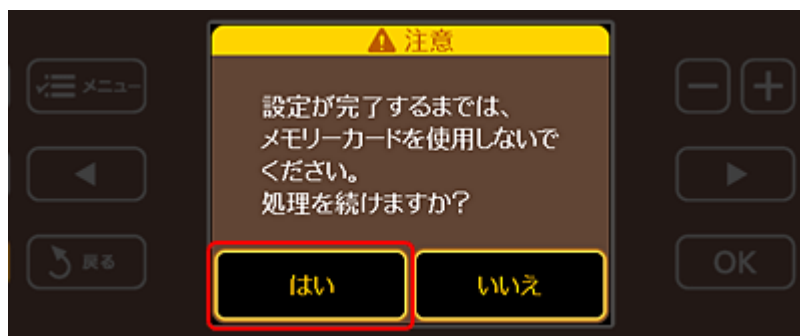 注意
メニュー
設定が完了するまでは、
メモリーカードを使用しないで
ください。
処理を続けますか?
戻る
はい
いいえ
OK